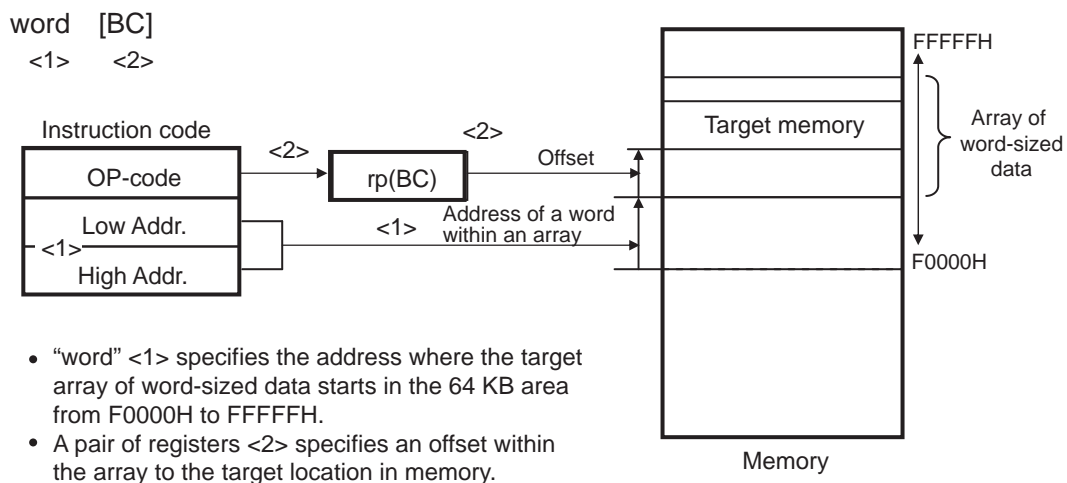 word [BC]
<1> <2>
Instruction code
OP-code
Low Addr.
<1>
High Addr.
<2>
rp(BC)
<2>
Offset
<1>
Address of a word
within an array
Target memory
FFFFFH
Array of
word-sized
data
F0000H
Memory
• “word” <1> specifies the address where the target
array of word-sized data starts in the 64 KB area
from F0000H to FFFFFH.
• A pair of registers <2> specifies an offset within
the array to the target location in memory.